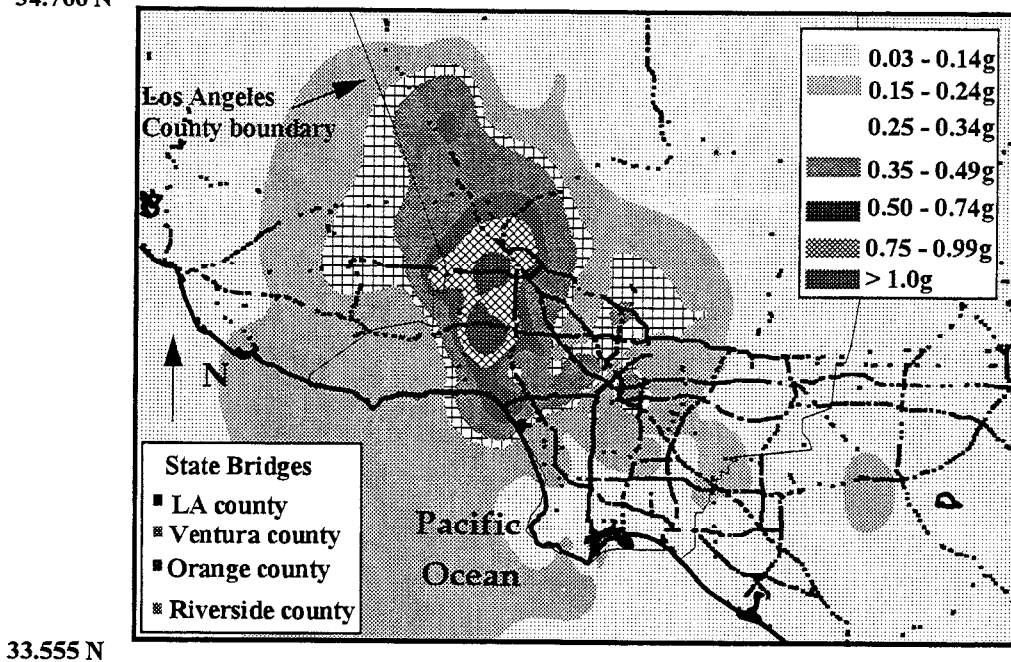 Los Angeles
County boundary
0.03 - 0.14g
0.15 - 0.24g
0.25 - 0.34g
0.35 - 0.49g
0.50 - 0.74g
0.75 - 0.99g
> 1.0g
N
State Bridges
LA county
Ventura county
Orange county
Riverside county
Pacific
Ocean
33.555 N